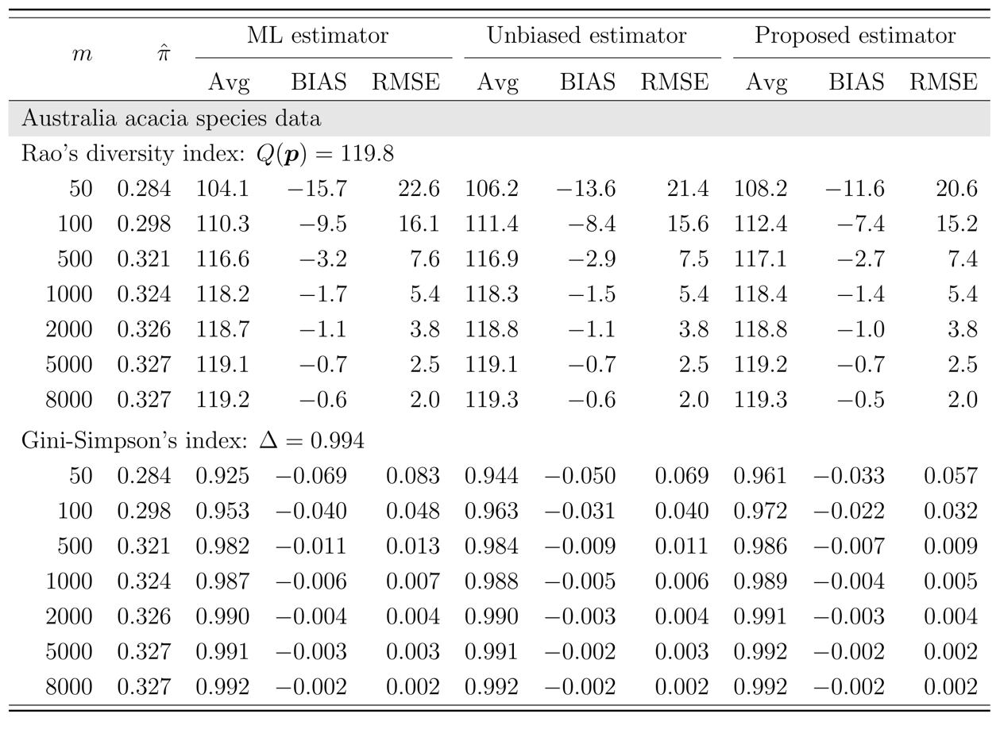 ML estimator Unbiased estimator Proposed estimator
m π̂
Avg BIAS RMSE Avg BIAS RMSE Avg BIAS RMSE
Australia acacia species data
Rao's diversity index: Q(p) = 119.8
50 0.284 104.1 −15.7 22.6 106.2 −13.6 21.4 108.2 −11.6 20.6
100 0.298 110.3 −9.5 16.1 111.4 −8.4 15.6 112.4 −7.4 15.2
500 0.321 116.6 −3.2 7.6 116.9 −2.9 7.5 117.1 −2.7 7.4
1000 0.324 118.2 −1.7 5.4 118.3 −1.5 5.4 118.4 −1.4 5.4
2000 0.326 118.7 −1.1 3.8 118.8 −1.1 3.8 118.8 −1.0 3.8
5000 0.327 119.1 −0.7 2.5 119.1 −0.7 2.5 119.2 −0.7 2.5
8000 0.327 119.2 −0.6 2.0 119.3 −0.6 2.0 119.3 −0.5 2.0
Gini-Simpson's index: Δ = 0.994
50 0.284 0.925 −0.069 0.083 0.944 −0.050 0.069 0.961 −0.033 0.057
100 0.298 0.953 −0.040 0.048 0.963 −0.031 0.040 0.972 −0.022 0.032
500 0.321 0.982 −0.011 0.013 0.984 −0.009 0.011 0.986 −0.007 0.009
1000 0.324 0.987 −0.006 0.007 0.988 −0.005 0.006 0.989 −0.004 0.005
2000 0.326 0.990 −0.004 0.004 0.990 −0.003 0.004 0.991 −0.003 0.004
5000 0.327 0.991 −0.003 0.003 0.991 −0.002 0.003 0.992 −0.002 0.002
8000 0.327 0.992 −0.002 0.002 0.992 −0.002 0.002 0.992 −0.002 0.002